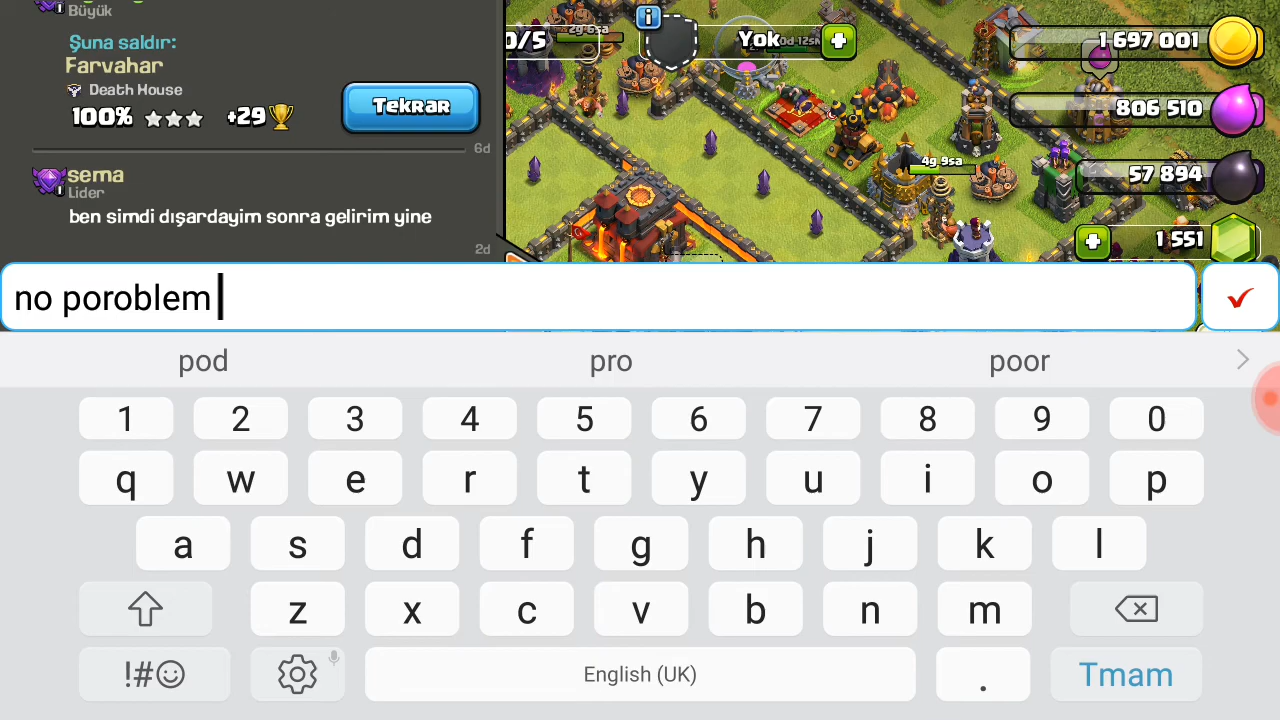 Büyük
Şuna saldır:
Farvahar
Death House
100% +29
Tekrar
6d
sema
Lider
ben simdi dışardayim sonra gelirim yine
2d
0/5
Yok
1 697 001
806 510
57 894
1 551
4g 9sa
no poroblem
pod pro poor
1 2 3 4 5 6 7 8 9 0
q w e r t y u i o p
a s d f g h j k l
z x c v b n m
!#
English (UK)
.
Tmam